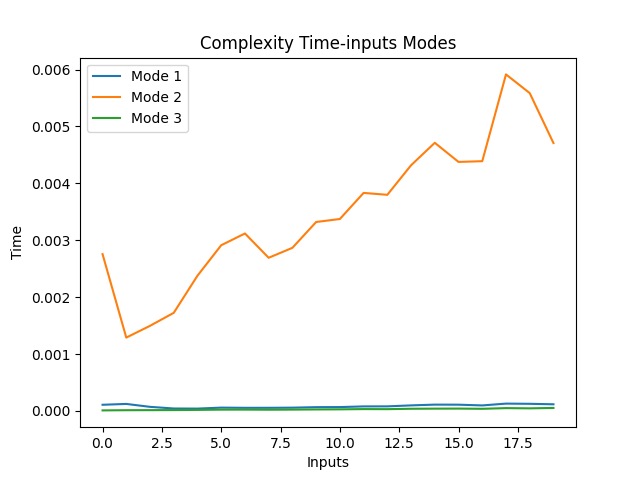 Complexity Time-inputs Modes
Mode 1
Mode 2
Mode 3
0.006
0.005
0.004
0.003
0.002
0.001
0.000
Time
0.0 2.5 5.0 7.5 10.0 12.5 15.0 17.5
Inputs